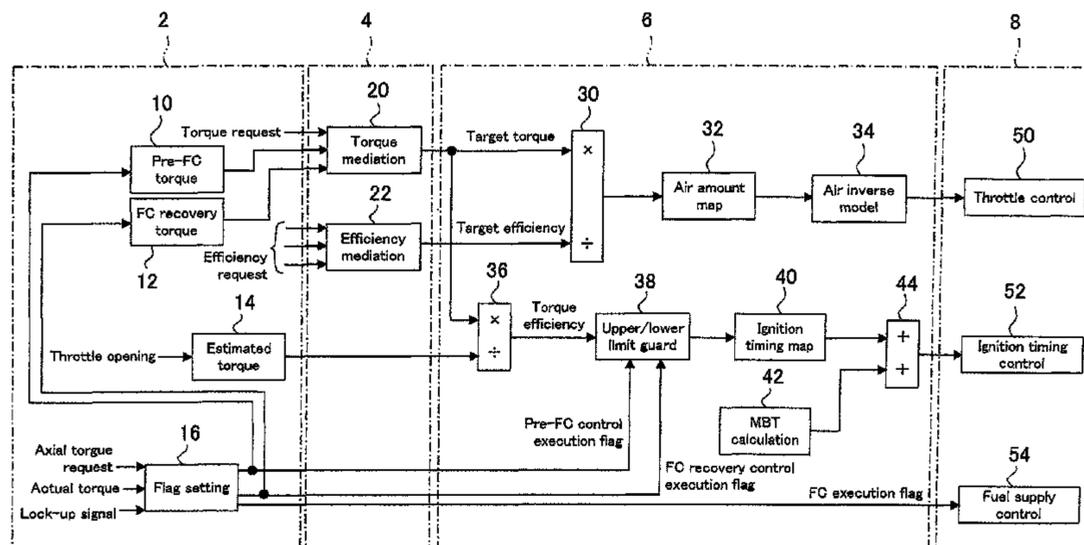 2
4
6
8
10
Pre-FC
torque
FC recovery
torque
12
14
Throttle opening
Estimated
torque
16
Axial torque
request
Actual torque
Lock-up signal
Flag setting
20
Torque request
Torque
mediation
22
Efficiency
request
Efficiency
mediation
Target torque
Target efficiency
30
×
÷
32
Air amount
map
34
Air inverse
model
36
×
÷
Torque
efficiency
38
Upper/lower
limit guard
40
Ignition
timing map
42
MBT
calculation
44
+
+
Pre-FC control
execution flag
FC recovery control
execution flag
FC execution flag
50
Throttle control
52
Ignition timing
control
54
Fuel supply
control